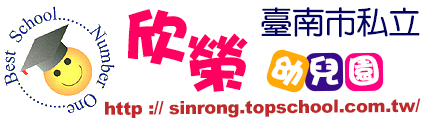 Best School Number One
欣榮
臺南市私立
幼兒園
http :// sinrong.topschool.com.tw/